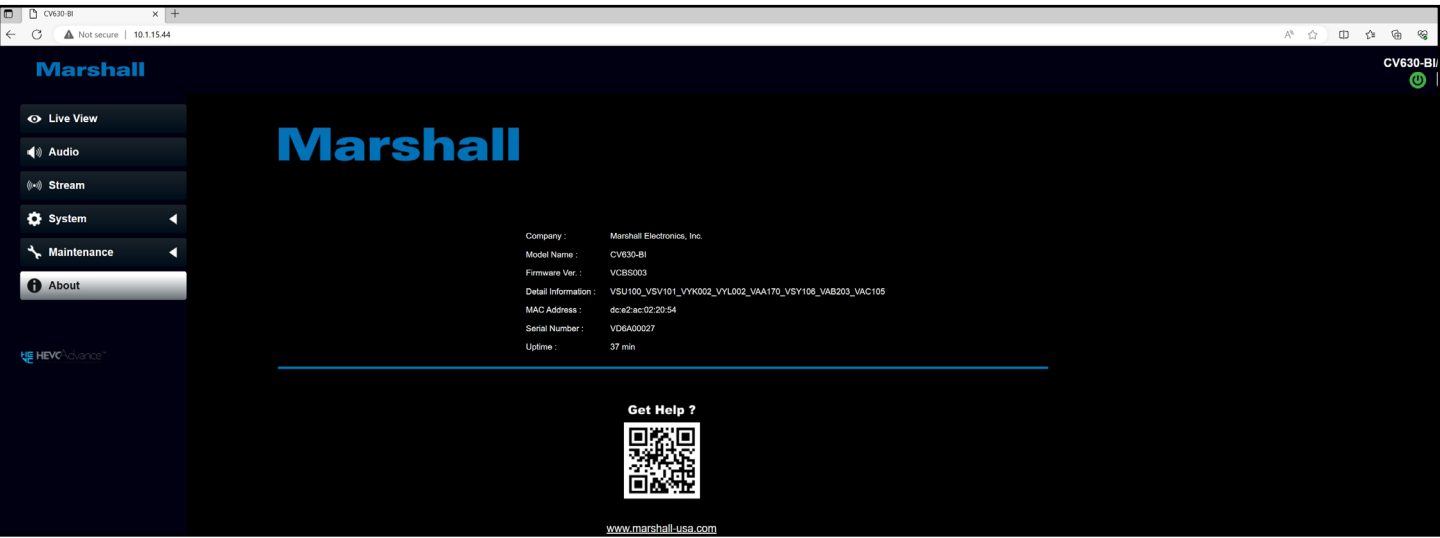 CV630-BI
Not secure | 10.1.15.44
Marshall
CV630-BI/
Live View
Audio
Stream
System
Maintenance
About
HEVC Advance™
Marshall
Company : Marshall Electronics, Inc.
Model Name : CV630-BI
Firmware Ver. : VCBS003
Detail Information : VSU100_VSV101_VYK002_VYL002_VAA170_VSY106_VAB203_VAC105
MAC Address : dc:e2:ac:02:20:54
Serial Number : VD6A00027
Uptime : 37 min
Get Help ?
www.marshall-usa.com